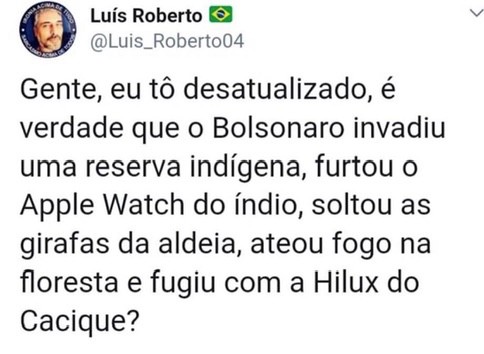 Luís Roberto 🇧🇷
@Luis_Roberto04
Gente, eu tô desatualizado, é
verdade que o Bolsonaro invadiu
uma reserva indígena, furtou o
Apple Watch do índio, soltou as
girafas da aldeia, ateou fogo na
floresta e fugiu com a Hilux do
Cacique?